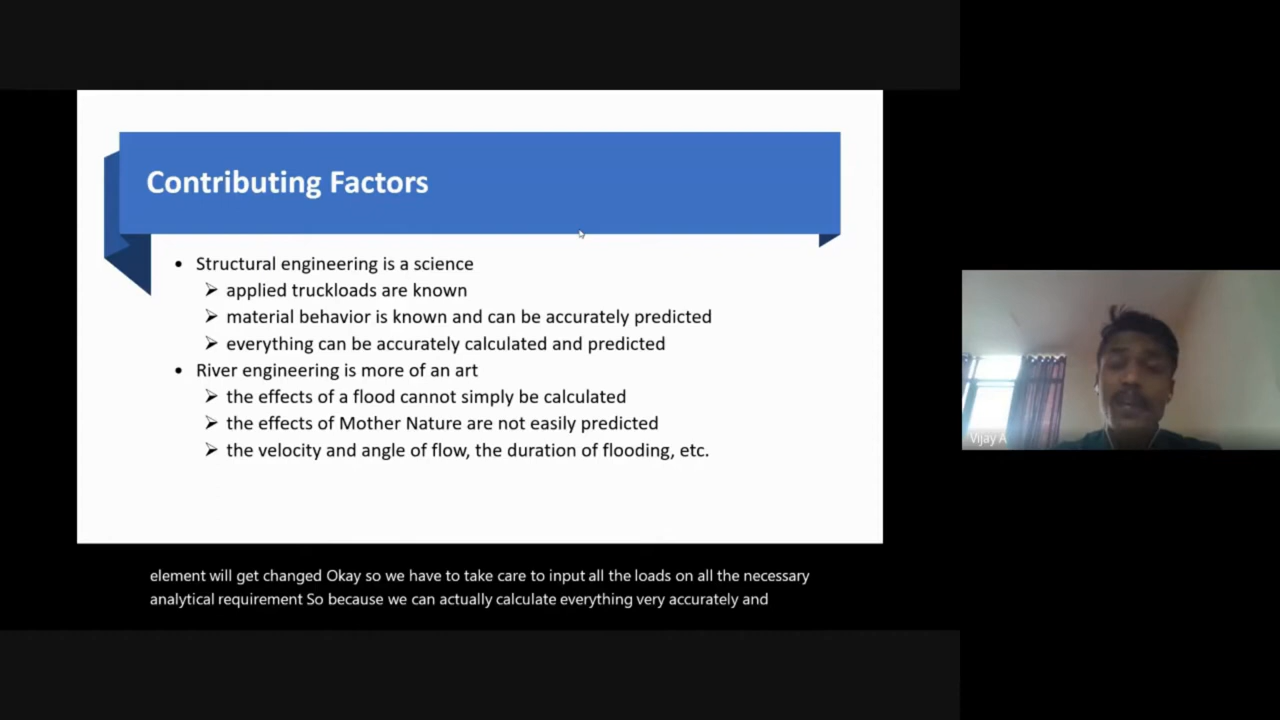 Contributing Factors
• Structural engineering is a science
➢ applied truckloads are known
➢ material behavior is known and can be accurately predicted
➢ everything can be accurately calculated and predicted
• River engineering is more of an art
➢ the effects of a flood cannot simply be calculated
➢ the effects of Mother Nature are not easily predicted
➢ the velocity and angle of flow, the duration of flooding, etc.
Vijay A
element will get changed Okay so we have to take care to input all the loads on all the necessary
analytical requirement So because we can actually calculate everything very accurately and